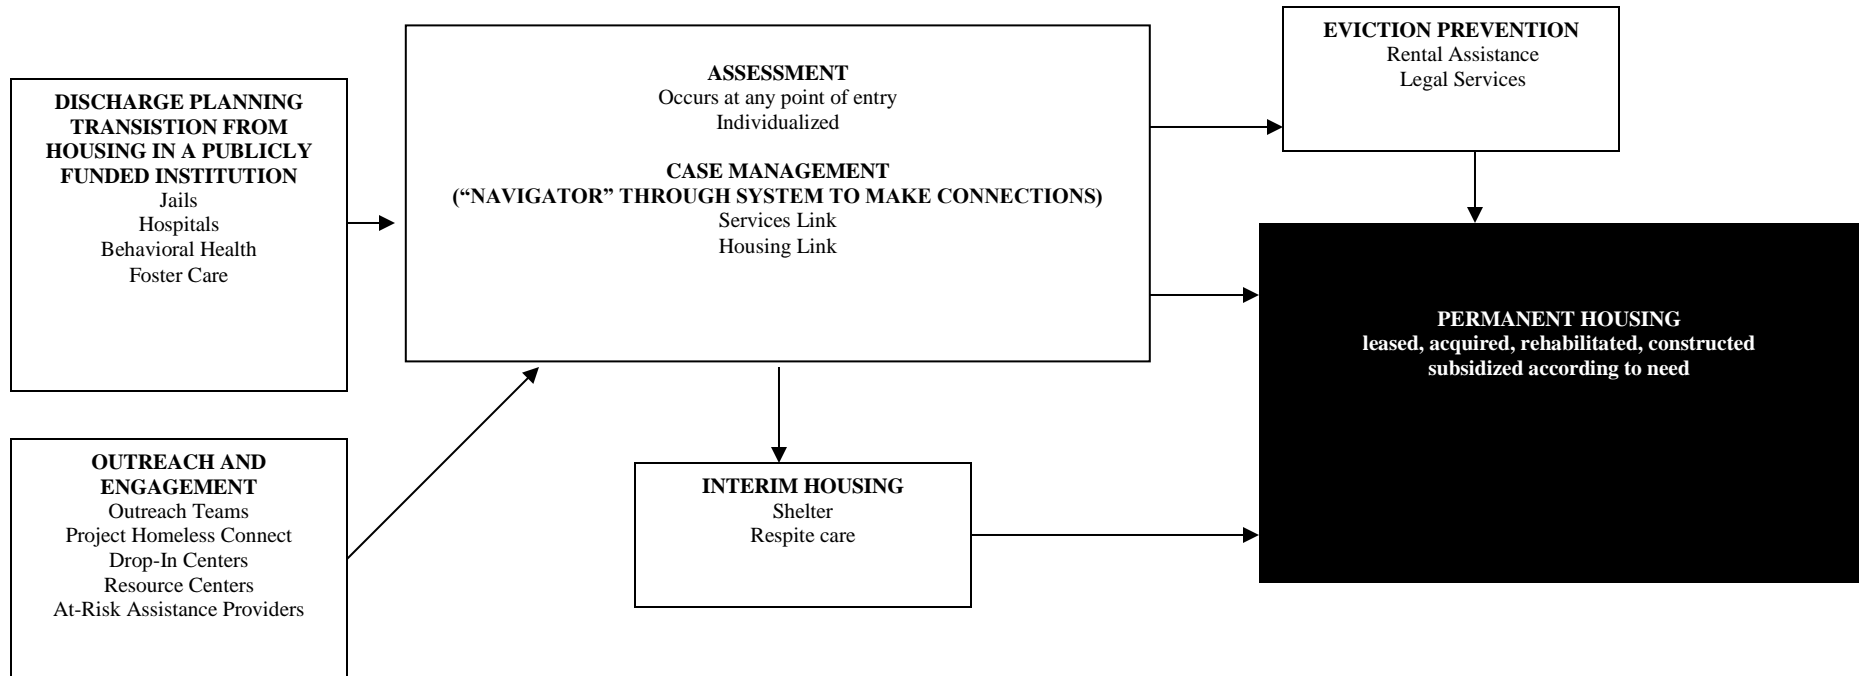 DISCHARGE PLANNING
TRANSISTION FROM
HOUSING IN A PUBLICLY
FUNDED INSTITUTION
Jails
Hospitals
Behavioral Health
Foster Care
OUTREACH AND
ENGAGEMENT
Outreach Teams
Project Homeless Connect
Drop-In Centers
Resource Centers
At-Risk Assistance Providers
ASSESSMENT
Occurs at any point of entry
Individualized
CASE MANAGEMENT
(“NAVIGATOR” THROUGH SYSTEM TO MAKE CONNECTIONS)
Services Link
Housing Link
INTERIM HOUSING
Shelter
Respite care
EVICTION PREVENTION
Rental Assistance
Legal Services
PERMANENT HOUSING
leased, acquired, rehabilitated, constructed
subsidized according to need